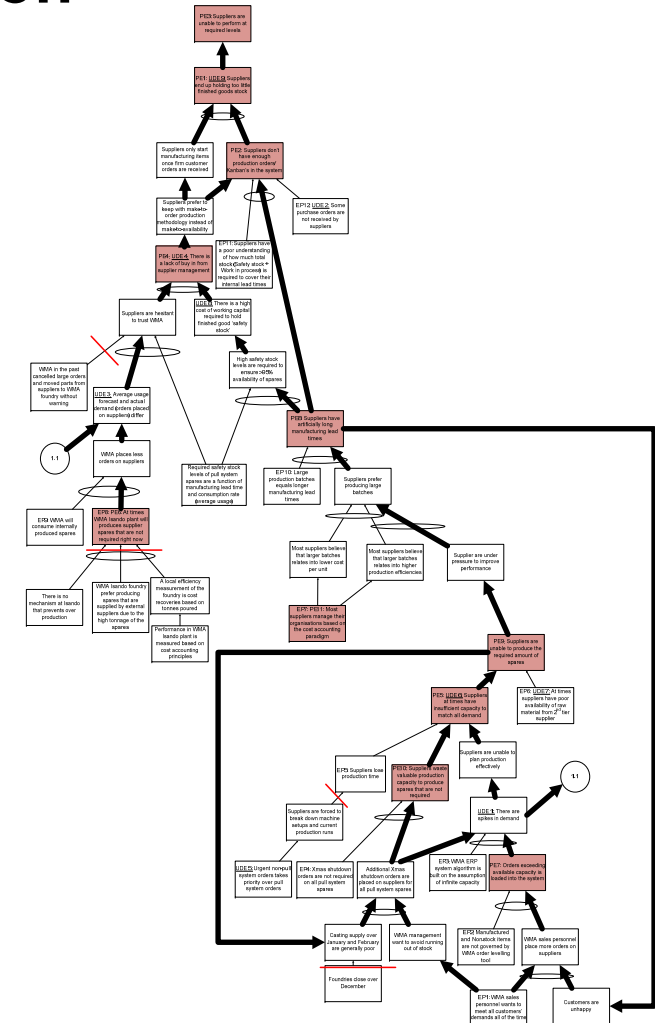 PE3: Suppliers are
unable to perform at
required levels
PE1: UDE9: Suppliers
end up holding too little
finished goods stock
Suppliers only start
manufacturing items
once firm customer
orders are received
PE2: Suppliers don't
have enough
production orders/
Kanban's in the system
Suppliers prefer to
keep with make-to-
order production
methodology instead of
make-to-availability
EP12 UDE2: Some
purchase orders are
not received by
suppliers
PE4: UDE4: There is
a lack of buy in from
supplier management
EP11: Suppliers have
a poor understanding
of how much total
stock (Safety stock +
Work in process) is
required to cover their
internal lead times
Suppliers are hesitant
to trust WMA
There is a high
cost of working capital
required to hold
finished good 'safety
stock'
WMA in the past
cancelled large orders
and moved parts from
suppliers to WMA
foundry without
warning
High safety stock
levels are required to
ensure >85%
availability of spares
UDE3: Average usage
forecast and actual
demand (orders placed
on suppliers) differ
PE8: Suppliers have
artificially long
manufacturing lead
times
1.1
WMA places less
orders on suppliers
Required safety stock
levels of pull system
spares are a function of
manufacturing lead time
and consumption rate
(average usage)
EP10: Large
production batches
equals longer
manufacturing lead
times
Suppliers prefer
producing large
batches
EP9: WMA will
consume internally
produced spares
EP8: PE6: At times
WMA Isando plant will
produces supplier
spares that are not
required right now
Most suppliers believe
that larger batches
relates into lower cost
per unit
Most suppliers believe
that larger batches
relates into higher
production efficiencies
Supplier are under
pressure to improve
performance
There is no
mechanism at Isando
that prevents over
production
WMA Isando foundry
prefer producing
spares that are
supplied by external
suppliers due to the
high tonnage of the
spares
A local efficiency
measurement of the
foundry is cost
recoveries based on
tonnes poured
Performance in WMA
Isando plant is
measured based on
cost accounting
principles
EP7: PE11: Most
suppliers manage their
organisations based on
the cost accounting
paradigm
PE9: Suppliers are
unable to produce the
required amount of
spares
PE5: UDE6: Suppliers
at times have
insufficient capacity to
match all demand
EP6: UDE7: At times
suppliers have poor
availability of raw
material from 2nd tier
supplier
EP5: Suppliers lose
production time
PE10: Suppliers waste
valuable production
capacity to produce
spares that are not
required
Suppliers are unable to
plan production
effectively
1.1
Suppliers are forced to
break down machine
setups and current
production runs
UDE1: There are
spikes in demand
UDE5: Urgent non-pull
system orders takes
priority over pull
system orders
EP4: Xmas shutdown
orders are not required
on all pull system
spares
Additional Xmas
shutdown orders are
placed on suppliers for
all pull system spares
EP3: WMA ERP
system algorithm is
built on the assumption
of infinite capacity
PE7: Orders exceeding
available capacity is
loaded into the system
Casting supply over
January and February
are generally poor
WMA management
want to avoid running
out of stock
EP2: Manufactured
and Non-stock items
are not governed by
WMA order levelling
tool
WMA sales personnel
place more orders on
suppliers
Foundries close over
December
EP1: WMA sales
personnel wants to
meet all customers'
demands all of the time
Customers are
unhappy